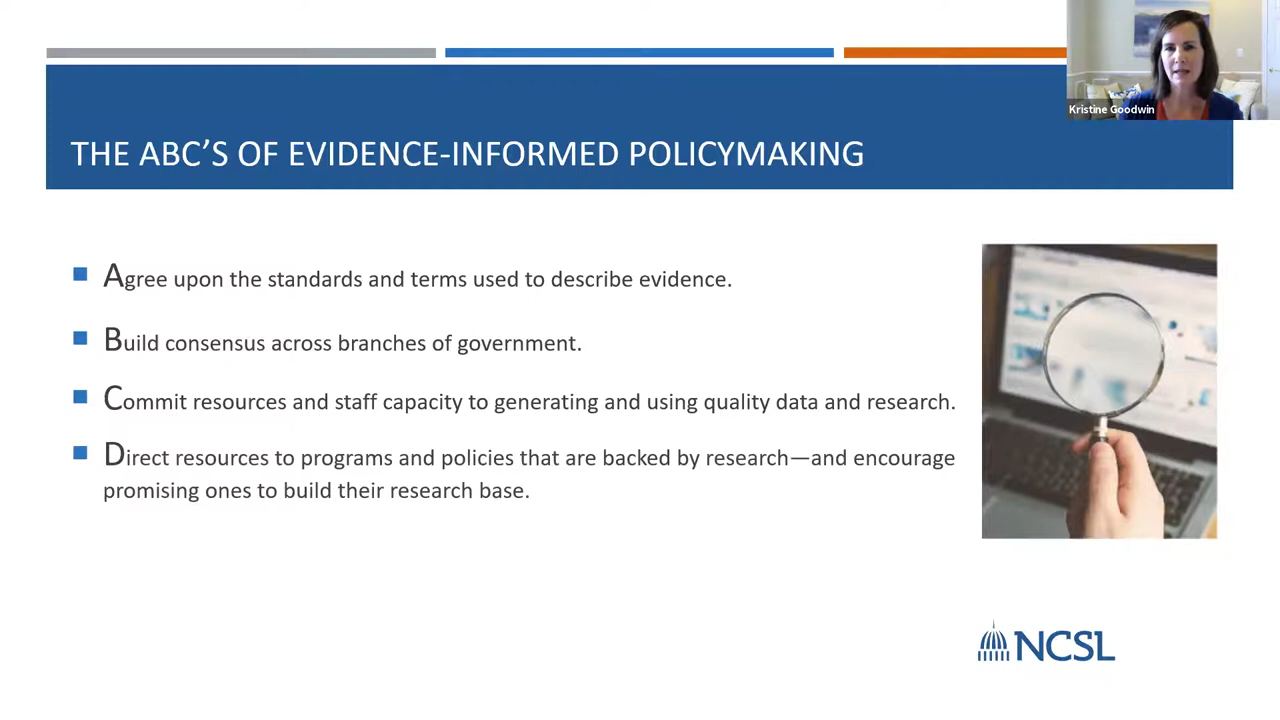 Kristine Goodwin
THE ABC’S OF EVIDENCE-INFORMED POLICYMAKING
Agree upon the standards and terms used to describe evidence.
Build consensus across branches of government.
Commit resources and staff capacity to generating and using quality data and research.
Direct resources to programs and policies that are backed by research—and encourage
promising ones to build their research base.
NCSL